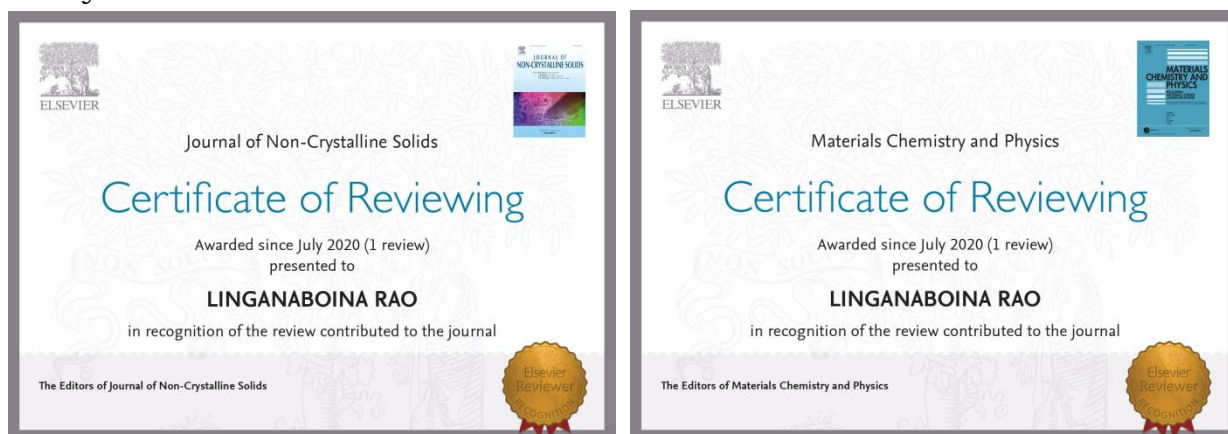 ELSEVIER
JOURNAL OF
NON-CRYSTALLINE SOLIDS
Journal of Non-Crystalline Solids
Certificate of Reviewing
Awarded since July 2020 (1 review)
presented to
LINGANABOINA RAO
in recognition of the review contributed to the journal
The Editors of Journal of Non-Crystalline Solids
Elsevier
Reviewer
RECOGNITION
NON SOLUS
ELSEVIER
MATERIALS
CHEMISTRY AND
PHYSICS
Materials Chemistry and Physics
Certificate of Reviewing
Awarded since July 2020 (1 review)
presented to
LINGANABOINA RAO
in recognition of the review contributed to the journal
The Editors of Materials Chemistry and Physics
Elsevier
Reviewer
RECOGNITION
NON SOLUS